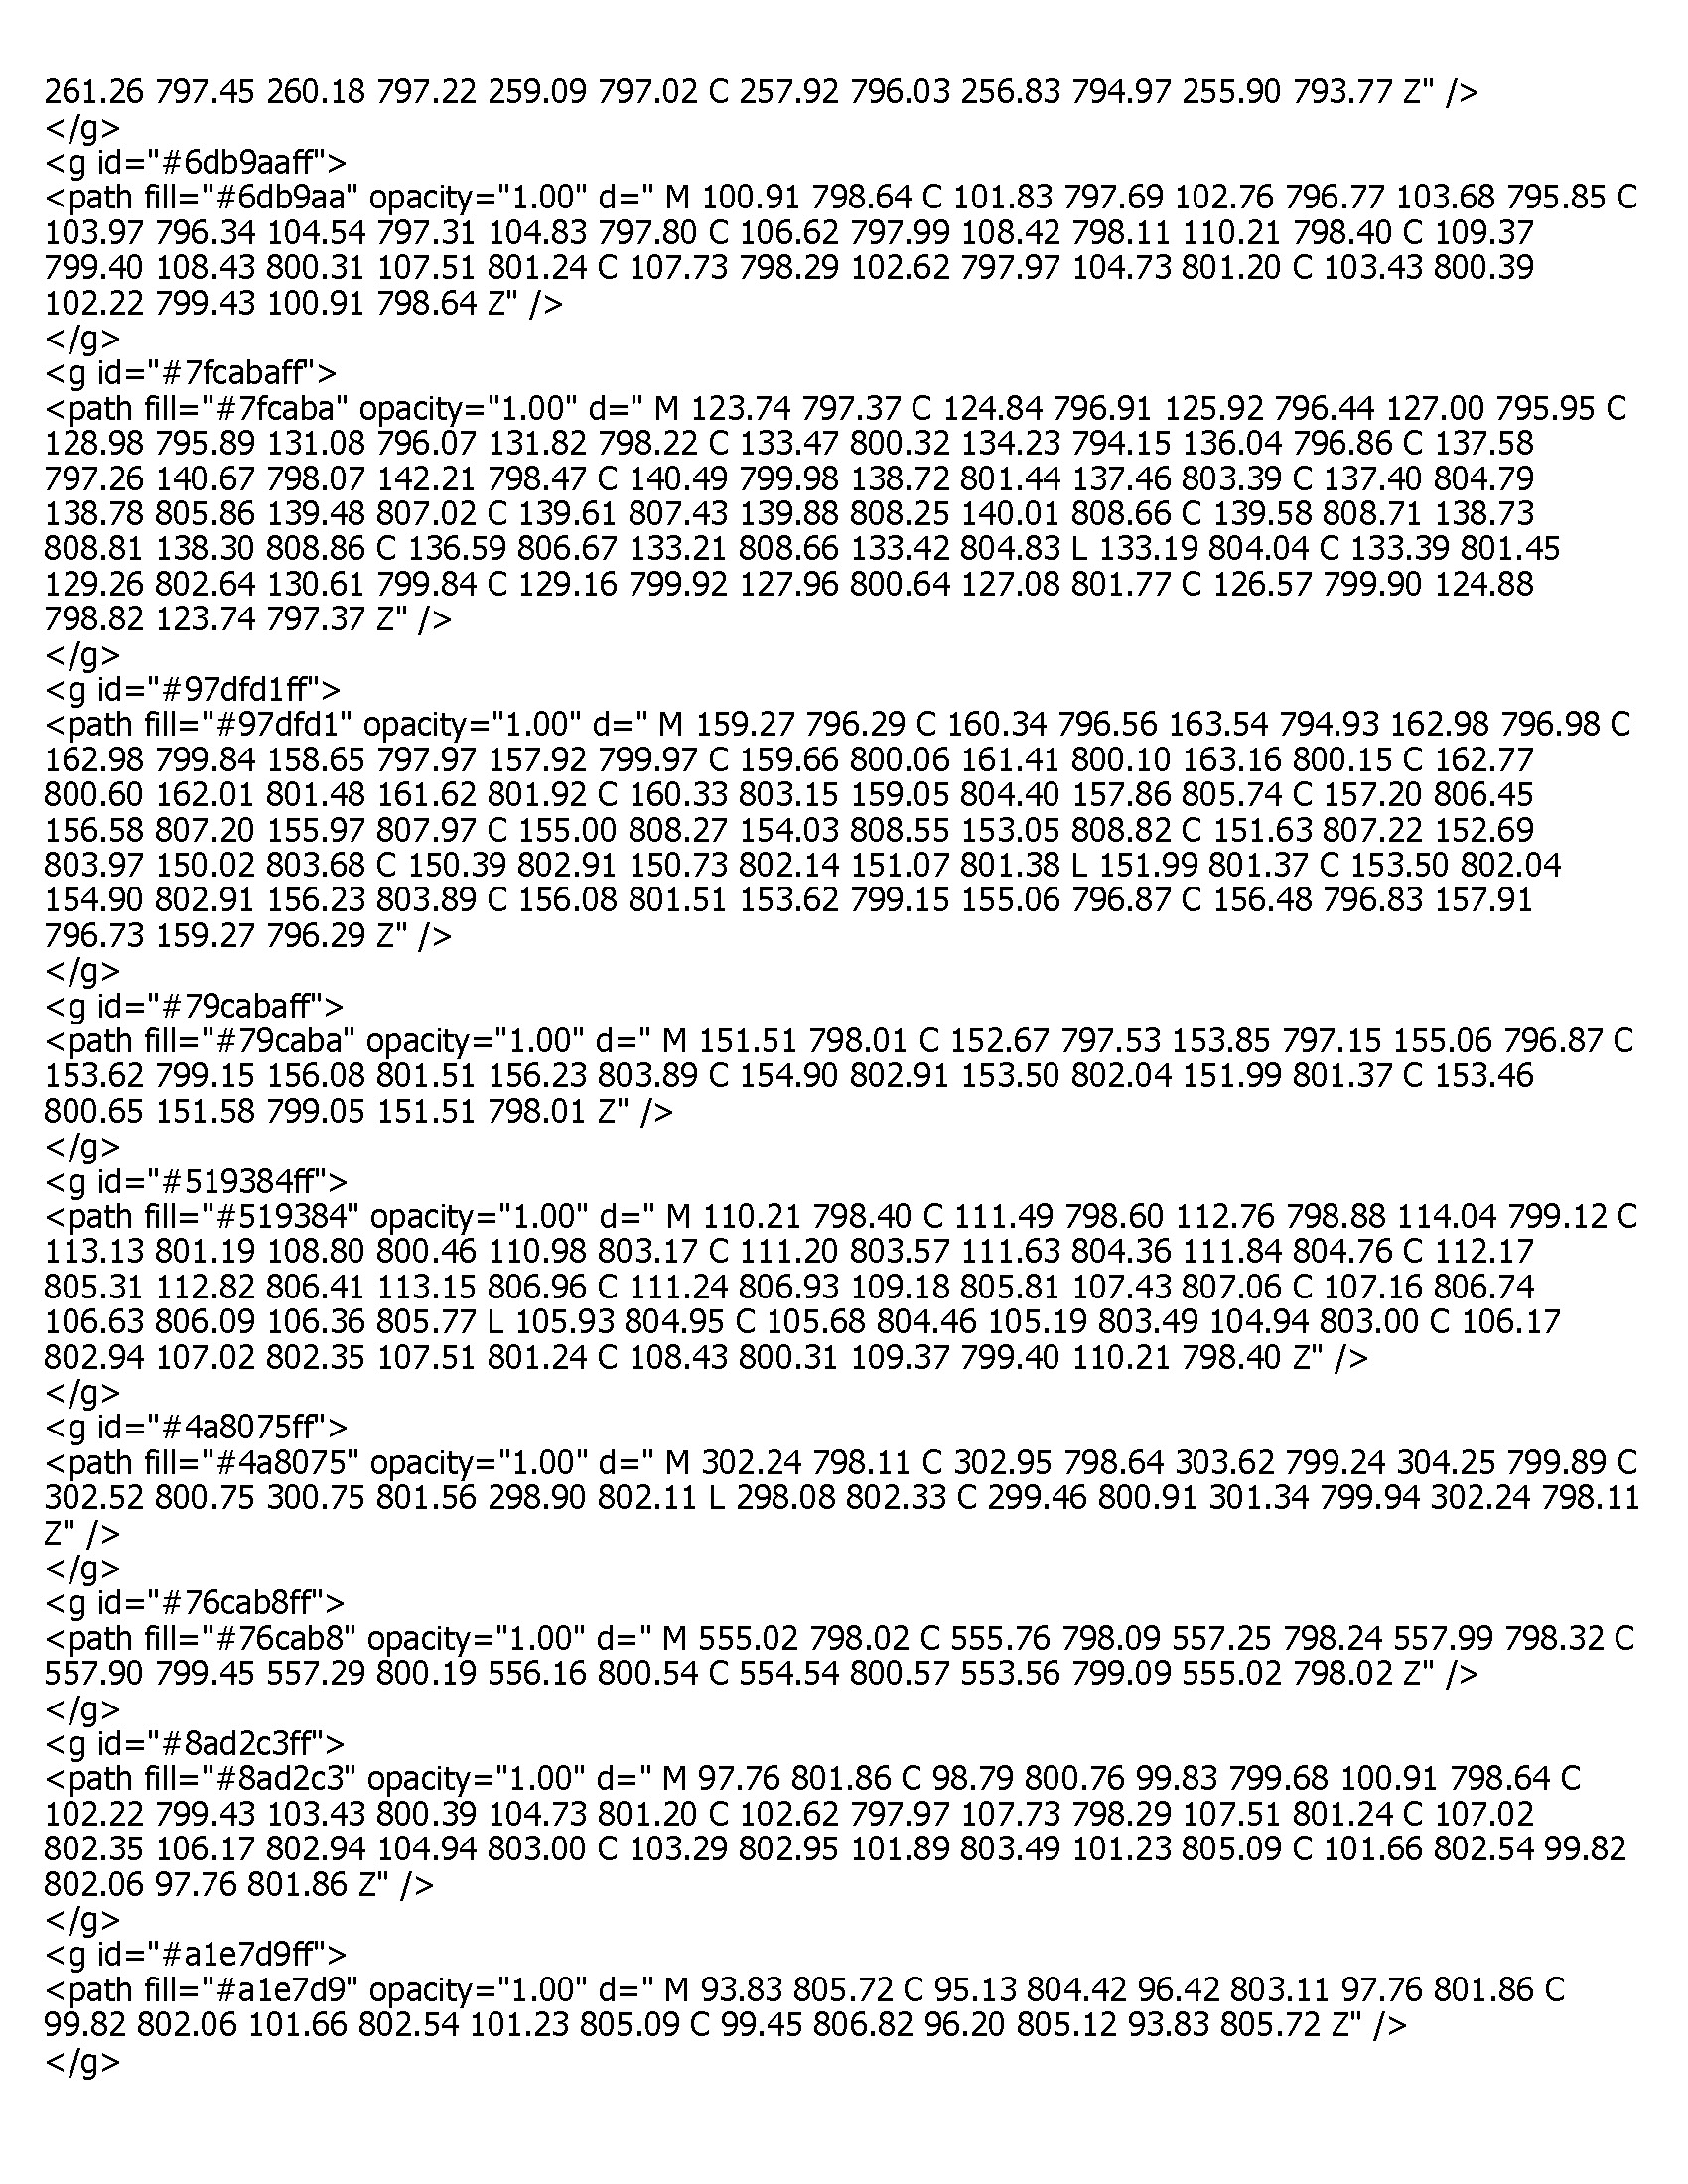 261.26 797.45 260.18 797.22 259.09 797.02 C 257.92 796.03 256.83 794.97 255.90 793.77 Z" />
</g>
<g id="#6db9aaff">
<path fill="#6db9aa" opacity="1.00" d=" M 100.91 798.64 C 101.83 797.69 102.76 796.77 103.68 795.85 C
103.97 796.34 104.54 797.31 104.83 797.80 C 106.62 797.99 108.42 798.11 110.21 798.40 C 109.37
799.40 108.43 800.31 107.51 801.24 C 107.73 798.29 102.62 797.97 104.73 801.20 C 103.43 800.39
102.22 799.43 100.91 798.64 Z" />
</g>
<g id="#7fcabaff">
<path fill="#7fcaba" opacity="1.00" d=" M 123.74 797.37 C 124.84 796.91 125.92 796.44 127.00 795.95 C
128.98 795.89 131.08 796.07 131.82 798.22 C 133.47 800.32 134.23 794.15 136.04 796.86 C 137.58
797.26 140.67 798.07 142.21 798.47 C 140.49 799.98 138.72 801.44 137.46 803.39 C 137.40 804.79
138.78 805.86 139.48 807.02 C 139.61 807.43 139.88 808.25 140.01 808.66 C 139.58 808.71 138.73
808.81 138.30 808.86 C 136.59 806.67 133.21 808.66 133.42 804.83 L 133.19 804.04 C 133.39 801.45
129.26 802.64 130.61 799.84 C 129.16 799.92 127.96 800.64 127.08 801.77 C 126.57 799.90 124.88
798.82 123.74 797.37 Z" />
</g>
<g id="#97dfd1ff">
<path fill="#97dfd1" opacity="1.00" d=" M 159.27 796.29 C 160.34 796.56 163.54 794.93 162.98 796.98 C
162.98 799.84 158.65 797.97 157.92 799.97 C 159.66 800.06 161.41 800.10 163.16 800.15 C 162.77
800.60 162.01 801.48 161.62 801.92 C 160.33 803.15 159.05 804.40 157.86 805.74 C 157.20 806.45
156.58 807.20 155.97 807.97 C 155.00 808.27 154.03 808.55 153.05 808.82 C 151.63 807.22 152.69
803.97 150.02 803.68 C 150.39 802.91 150.73 802.14 151.07 801.38 L 151.99 801.37 C 153.50 802.04
154.90 802.91 156.23 803.89 C 156.08 801.51 153.62 799.15 155.06 796.87 C 156.48 796.83 157.91
796.73 159.27 796.29 Z" />
</g>
<g id="#79cabaff">
<path fill="#79caba" opacity="1.00" d=" M 151.51 798.01 C 152.67 797.53 153.85 797.15 155.06 796.87 C
153.62 799.15 156.08 801.51 156.23 803.89 C 154.90 802.91 153.50 802.04 151.99 801.37 C 153.46
800.65 151.58 799.05 151.51 798.01 Z" />
</g>
<g id="#519384ff">
<path fill="#519384" opacity="1.00" d=" M 110.21 798.40 C 111.49 798.60 112.76 798.88 114.04 799.12 C
113.13 801.19 108.80 800.46 110.98 803.17 C 111.20 803.57 111.63 804.36 111.84 804.76 C 112.17
805.31 112.82 806.41 113.15 806.96 C 111.24 806.93 109.18 805.81 107.43 807.06 C 107.16 806.74
106.63 806.09 106.36 805.77 L 105.93 804.95 C 105.68 804.46 105.19 803.49 104.94 803.00 C 106.17
802.94 107.02 802.35 107.51 801.24 C 108.43 800.31 109.37 799.40 110.21 798.40 Z" />
</g>
<g id="#4a8075ff">
<path fill="#4a8075" opacity="1.00" d=" M 302.24 798.11 C 302.95 798.64 303.62 799.24 304.25 799.89 C
302.52 800.75 300.75 801.56 298.90 802.11 L 298.08 802.33 C 299.46 800.91 301.34 799.94 302.24 798.11
Z" />
</g>
<g id="#76cab8ff">
<path fill="#76cab8" opacity="1.00" d=" M 555.02 798.02 C 555.76 798.09 557.25 798.24 557.99 798.32 C
557.90 799.45 557.29 800.19 556.16 800.54 C 554.54 800.57 553.56 799.09 555.02 798.02 Z" />
</g>
<g id="#8ad2c3ff">
<path fill="#8ad2c3" opacity="1.00" d=" M 97.76 801.86 C 98.79 800.76 99.83 799.68 100.91 798.64 C
102.22 799.43 103.43 800.39 104.73 801.20 C 102.62 797.97 107.73 798.29 107.51 801.24 C 107.02
802.35 106.17 802.94 104.94 803.00 C 103.29 802.95 101.89 803.49 101.23 805.09 C 101.66 802.54 99.82
802.06 97.76 801.86 Z" />
</g>
<g id="#a1e7d9ff">
<path fill="#a1e7d9" opacity="1.00" d=" M 93.83 805.72 C 95.13 804.42 96.42 803.11 97.76 801.86 C
99.82 802.06 101.66 802.54 101.23 805.09 C 99.45 806.82 96.20 805.12 93.83 805.72 Z" />
</g>